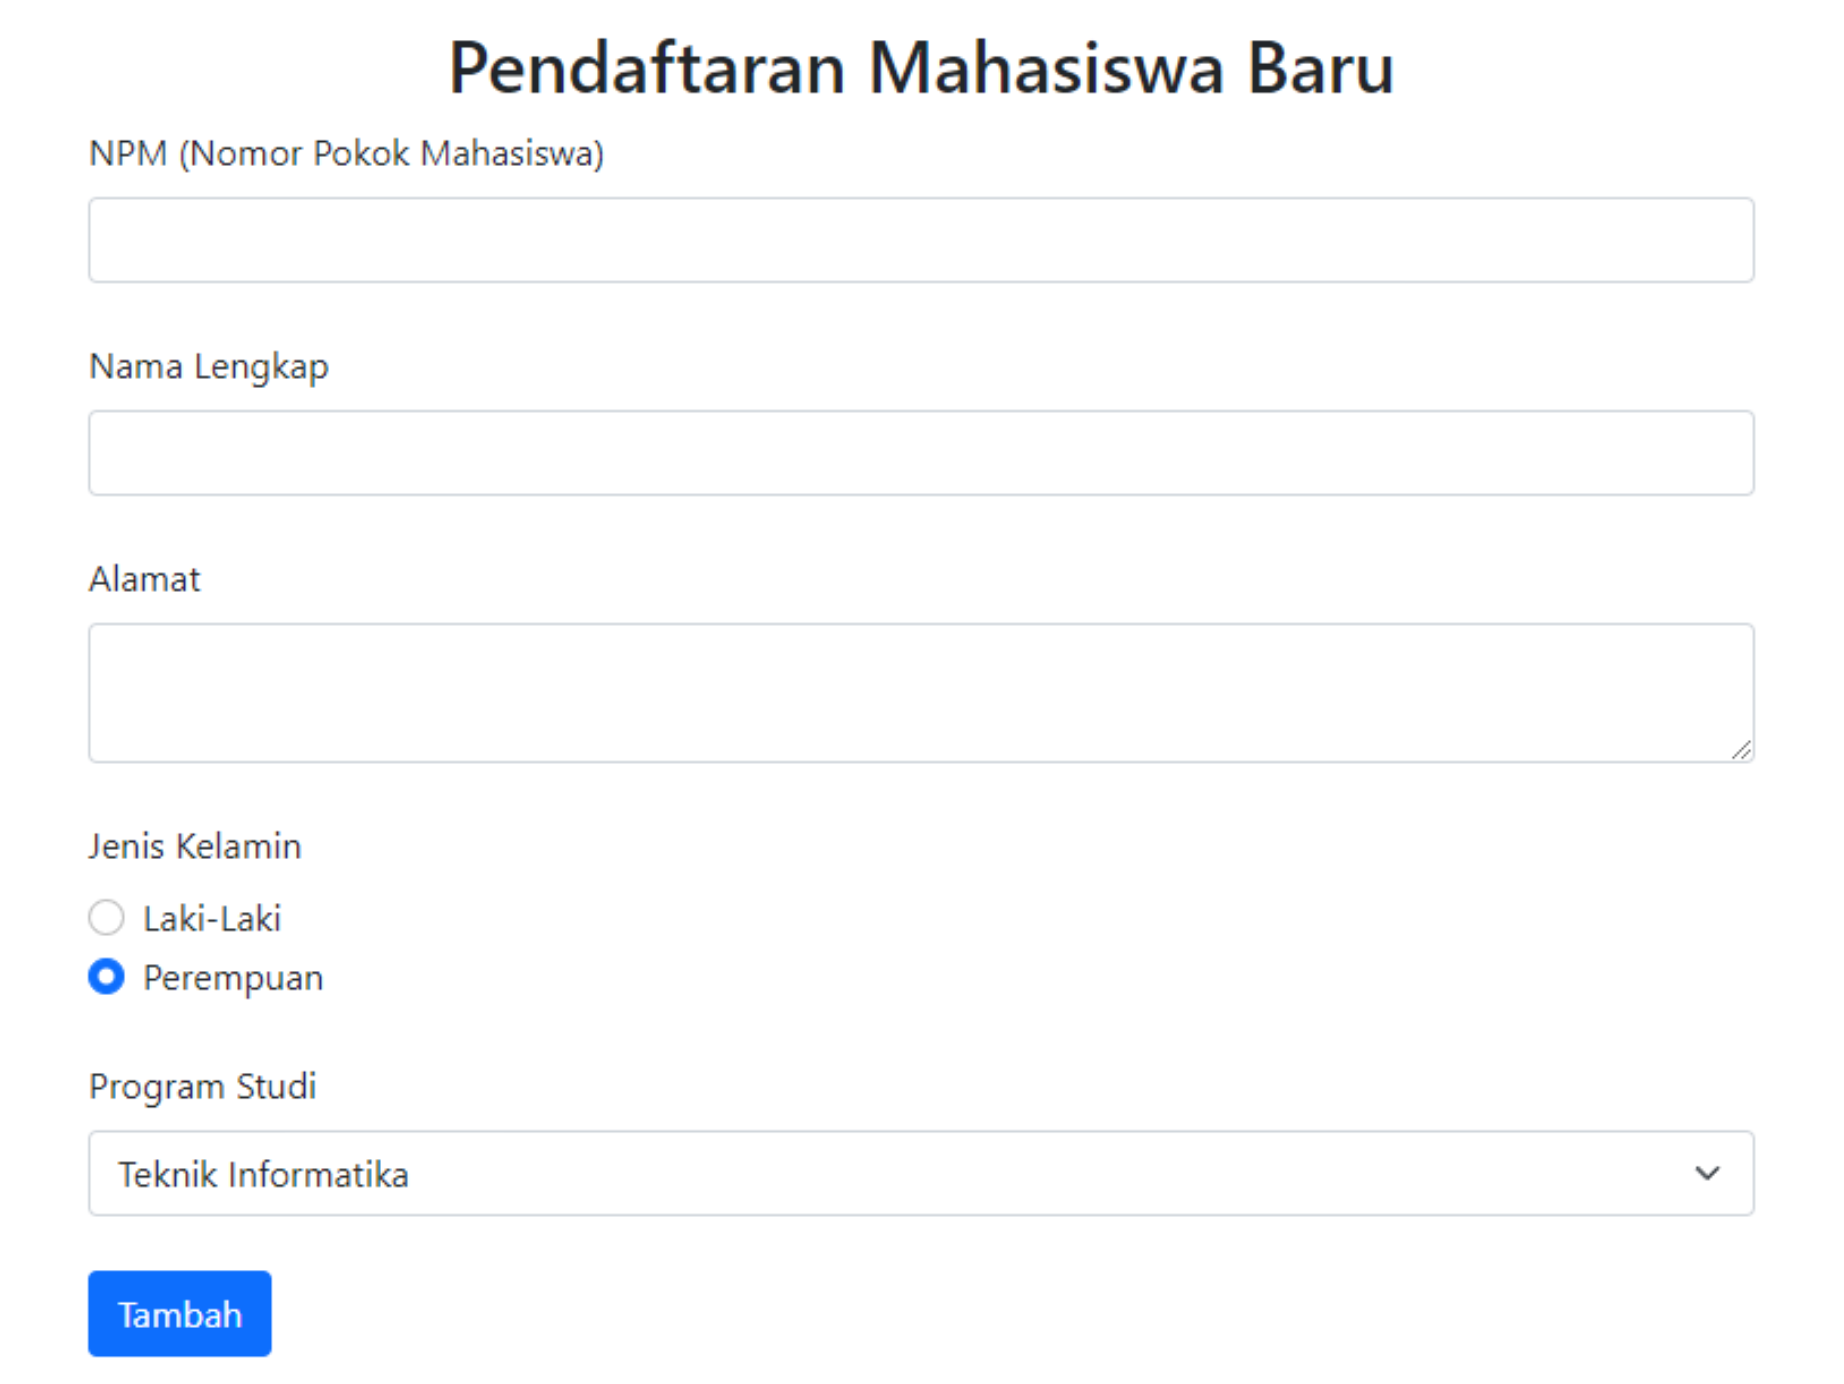 Pendaftaran Mahasiswa Baru
NPM (Nomor Pokok Mahasiswa)
Nama Lengkap
Alamat
Jenis Kelamin
Laki-Laki
Perempuan
Program Studi
Teknik Informatika
Tambah